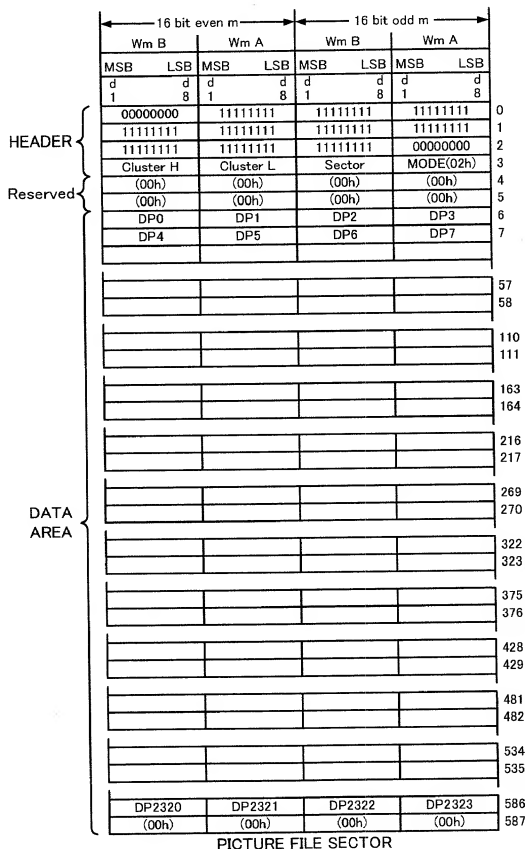 16 bit even m 16 bit odd m
Wm B Wm A Wm B Wm A
MSB LSB MSB LSB MSB LSB MSB LSB
d d d d d d d d
1 8 1 8 1 8 1 8
00000000 11111111 11111111 11111111 0
11111111 11111111 11111111 11111111 1
HEADER
11111111 11111111 11111111 00000000 2
Cluster H Cluster L Sector MODE(02h) 3
(00h) (00h) (00h) (00h) 4
Reserved
(00h) (00h) (00h) (00h) 5
DP0 DP1 DP2 DP3 6
DP4 DP5 DP6 DP7 7
57
58
110
111
163
164
216
217
269
270
DATA
AREA
322
323
375
376
428
429
481
482
534
535
DP2320 DP2321 DP2322 DP2323 586
(00h) (00h) (00h) (00h) 587
PICTURE FILE SECTOR